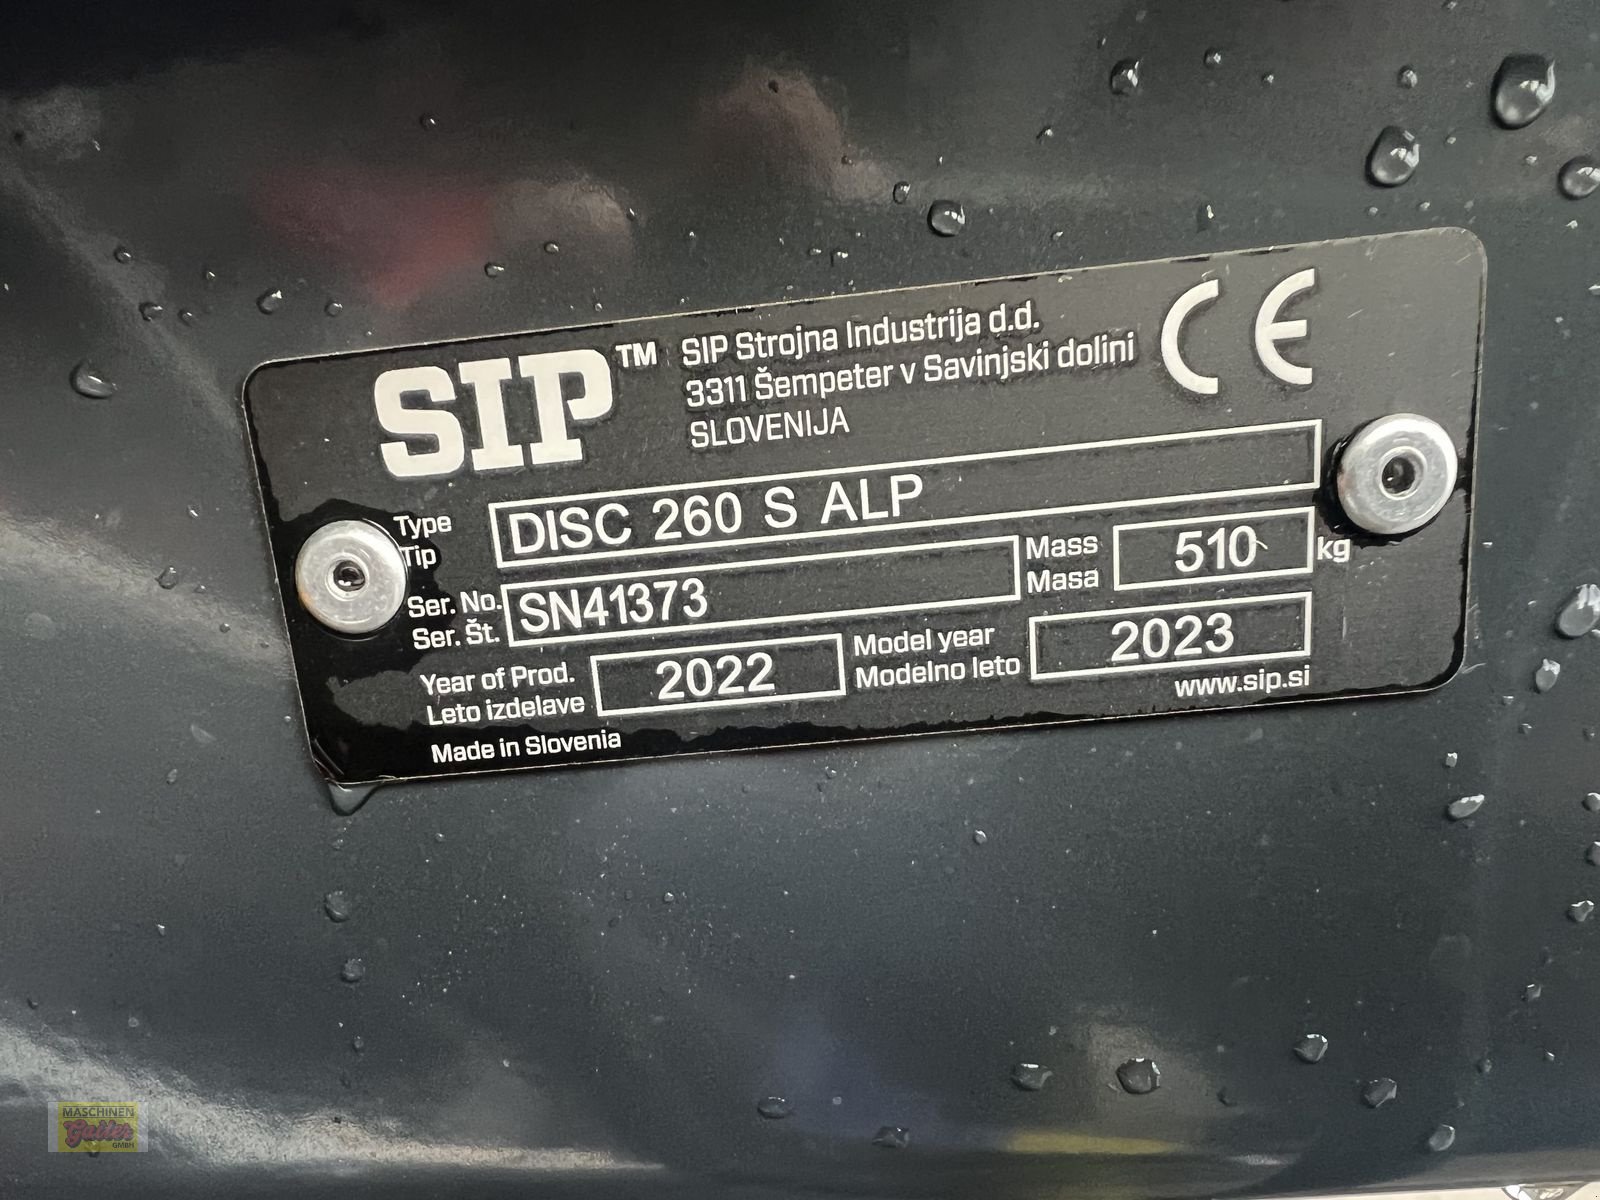 SIP™
SIP Strojna Industrija d.d.
3311 Šempeter v Savinjski dolini
SLOVENIJA
CE
Type
Tip
DISC 260 S ALP
Ser. No.
Ser. Št.
SN41373
Mass
Masa
510 kg
Year of Prod.
Leto izdelave
2022
Model year
Modelno leto
2023
www.sip.si
Made in Slovenia
MASCHINEN
Gailer
GMBH